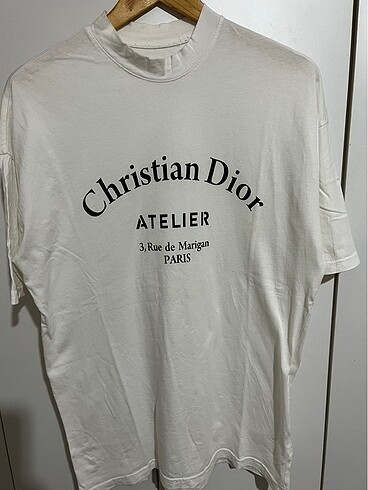 Christian Dior
ATELIER
3, Rue de Marigan
PARIS